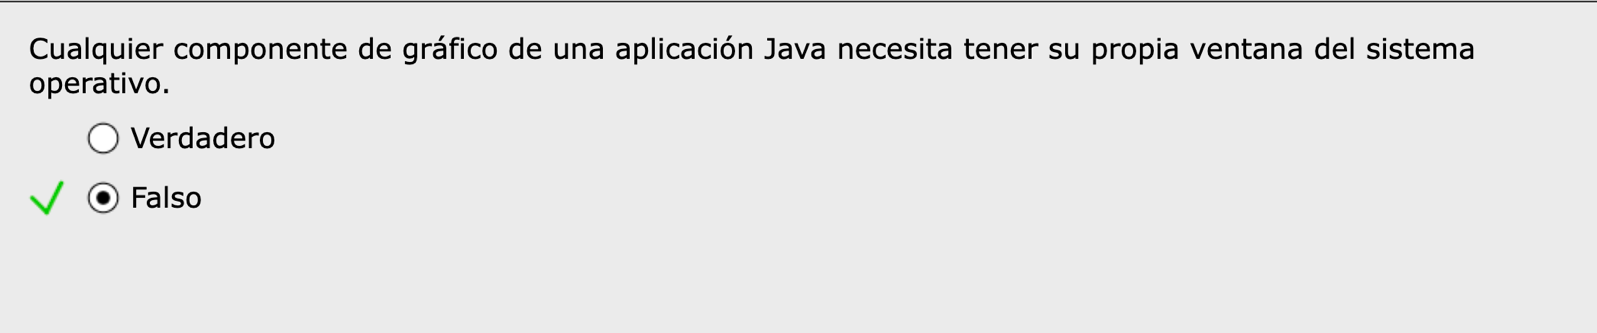 Cualquier componente de gráfico de una aplicación Java necesita tener su propia ventana del sistema
operativo.
Verdadero
Falso